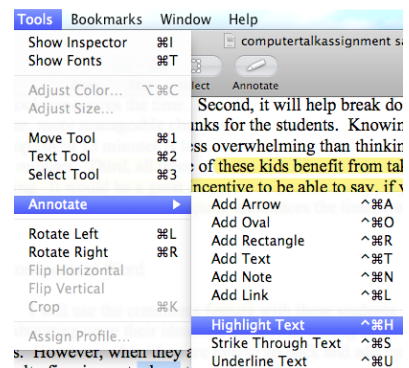 Tools Bookmarks Window Help
Show Inspector ⌘I
Show Fonts ⌘T
Adjust Color... ⌥⌘C
Adjust Size...
Move Tool ⌘1
Text Tool ⌘2
Select Tool ⌘3
Annotate ▶
Rotate Left ⌘L
Rotate Right ⌘R
Flip Horizontal
Flip Vertical
Crop ⌘K
Assign Profile...
Add Arrow ^⌘A
Add Oval ^⌘O
Add Rectangle ^⌘R
Add Text ^⌘T
Add Note ^⌘N
Add Link ^⌘L
Highlight Text ^⌘H
Strike Through Text ^⌘S
Underline Text ^⌘U
computertalkassignment sa
lect Annotate
Second, it will help break do
nks for the students. Knowin
ss overwhelming than thinkin
of these kids benefit from tak
ncentive to be able to say, if y
s. However, when they a